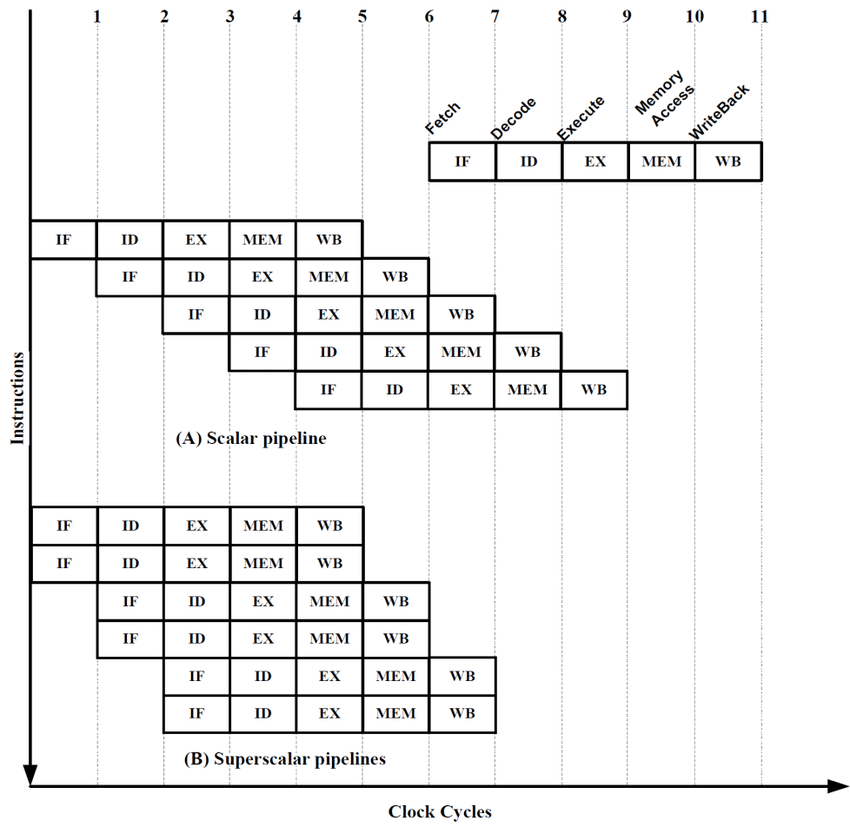 1 2 3 4 5 6 7 8 9 10 11
Fetch Decode Execute Memory Access WriteBack
IF ID EX MEM WB
IF ID EX MEM WB
IF ID EX MEM WB
IF ID EX MEM WB
IF ID EX MEM WB
IF ID EX MEM WB
(A) Scalar pipeline
Instructions
IF ID EX MEM WB
IF ID EX MEM WB
IF ID EX MEM WB
IF ID EX MEM WB
IF ID EX MEM WB
IF ID EX MEM WB
(B) Superscalar pipelines
Clock Cycles